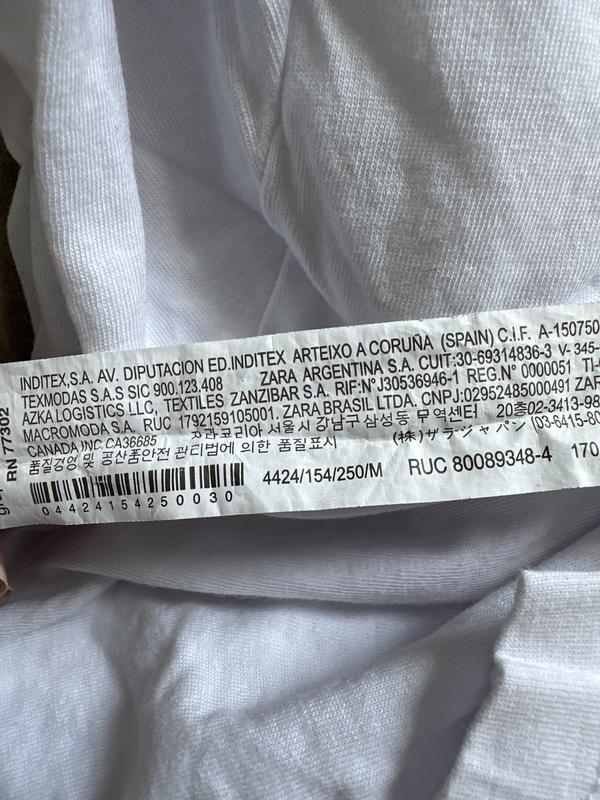 INDITEX,S.A. AV. DIPUTACION ED.INDITEX ARTEIXO A CORUÑA (SPAIN) C.I.F. A-150750
TEXMODAS S.A.S SIC 900.123.408 ZARA ARGENTINA S.A. CUIT:30-69314836-3 V- 345-
AZKA LOGISTICS LLC, TEXTILES ZANZIBAR S.A. RIF:N°J30536946-1 REG.N° 0000051
MACROMODA S.A. RUC 1792159105001. ZARA BRASIL LTDA. CNPJ:02952485000491 ZAR
CANADA INC.CA36685 자라코리아 서울시 강남구 삼성동 무역센터 20층02-3413-98
품질경영 및 공산품안전 관리법에 의한 품질표시 (株)ザラ・ジャパン (03-6415-80
04424154250030 4424/154/250/M RUC 80089348-4 170
RN 77302